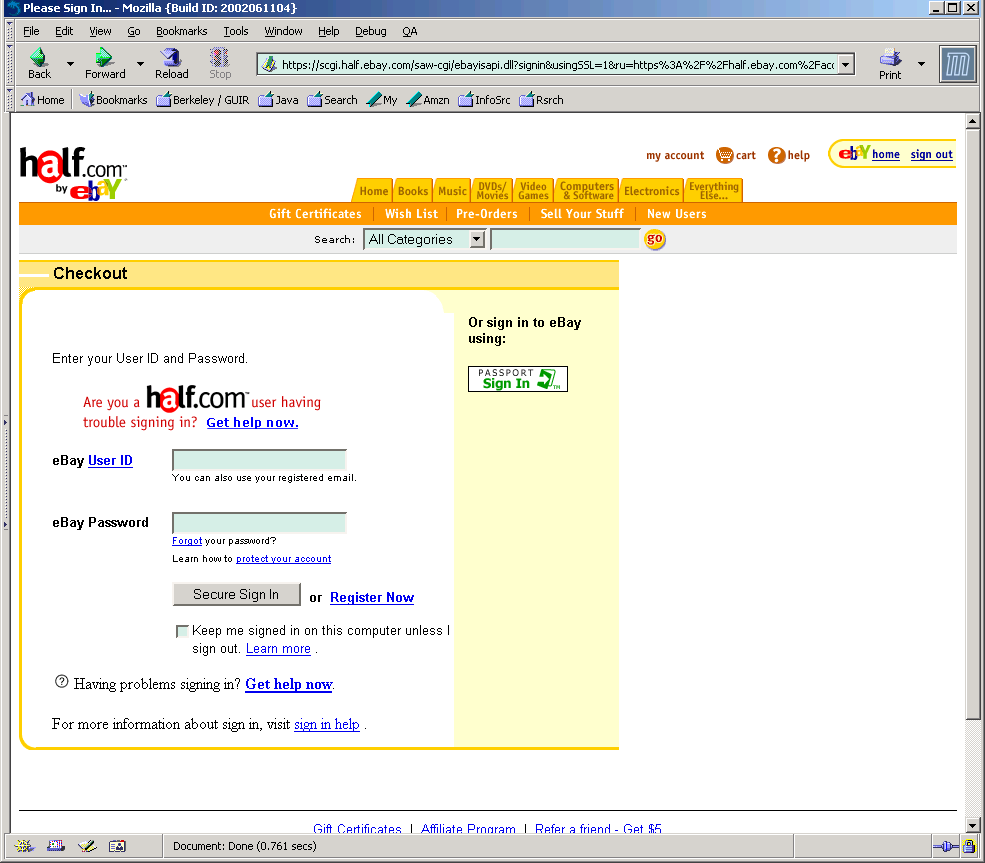 Please Sign In... - Mozilla {Build ID: 2002061104}
File Edit View Go Bookmarks Tools Window Help Debug QA
Back Forward Reload Stop https://scgi.half.ebay.com/saw-cgi/ebayisapi.dll?signin&usingSSL=1&ru=https%3A%2F%2Fhalf.ebay.com%2Facc Print
Home Bookmarks Berkeley / GUIR Java Search My Amzn InfoSrc Rsrch
half.com™
by ebaY
my account cart help ebY home sign out
Home Books Music DVDs/ Movies Video Games Computers & Software Electronics Everything Else...
Gift Certificates | Wish List | Pre-Orders | Sell Your Stuff | New Users
Search: All Categories go
Checkout
Or sign in to eBay
using:
PASSPORT
Sign In TM
Enter your User ID and Password.
Are you a half.com™ user having
trouble signing in? Get help now.
eBay User ID
You can also use your registered email.
eBay Password
Forgot your password?
Learn how to protect your account
Secure Sign In or Register Now
Keep me signed in on this computer unless I
sign out. Learn more .
? Having problems signing in? Get help now.
For more information about sign in, visit sign in help .
Gift Certificates | Affiliate Program | Refer a friend - Get $5
Document: Done (0.761 secs)